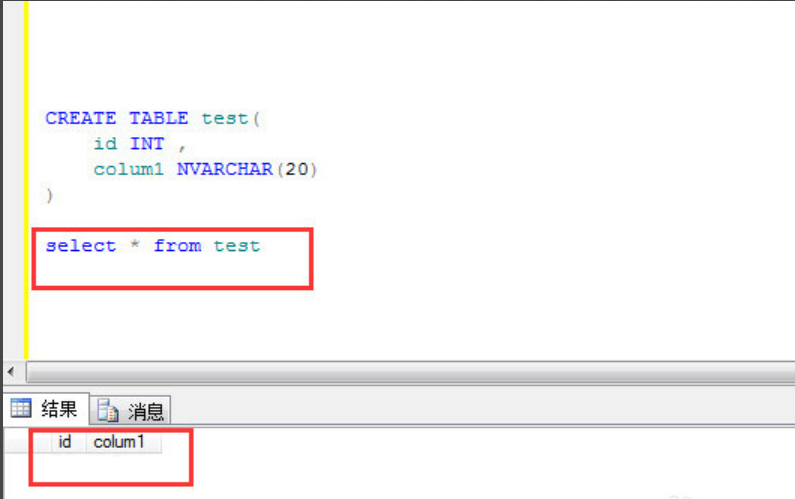 CREATE TABLE test(
id INT ,
colum1 NVARCHAR(20)
)
select * from test
结果 消息
id colum1